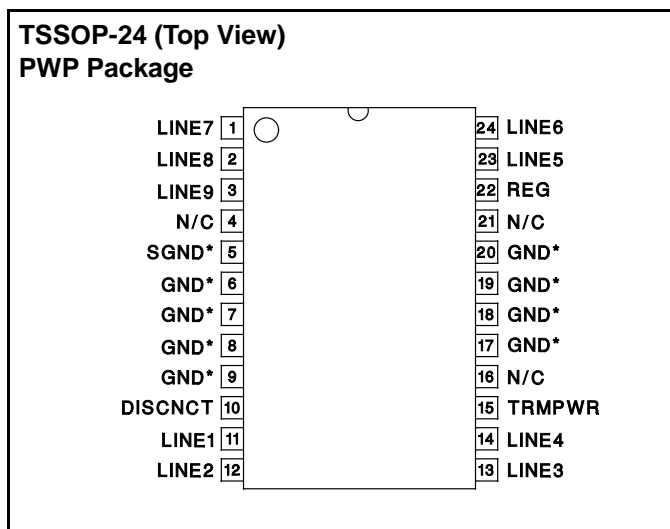 TSSOP-24 (Top View)
PWP Package
LINE7 1 24 LINE6
LINE8 2 23 LINE5
LINE9 3 22 REG
N/C 4 21 N/C
SGND* 5 20 GND*
GND* 6 19 GND*
GND* 7 18 GND*
GND* 8 17 GND*
GND* 9 16 N/C
DISCNCT 10 15 TRMPWR
LINE1 11 14 LINE4
LINE2 12 13 LINE3